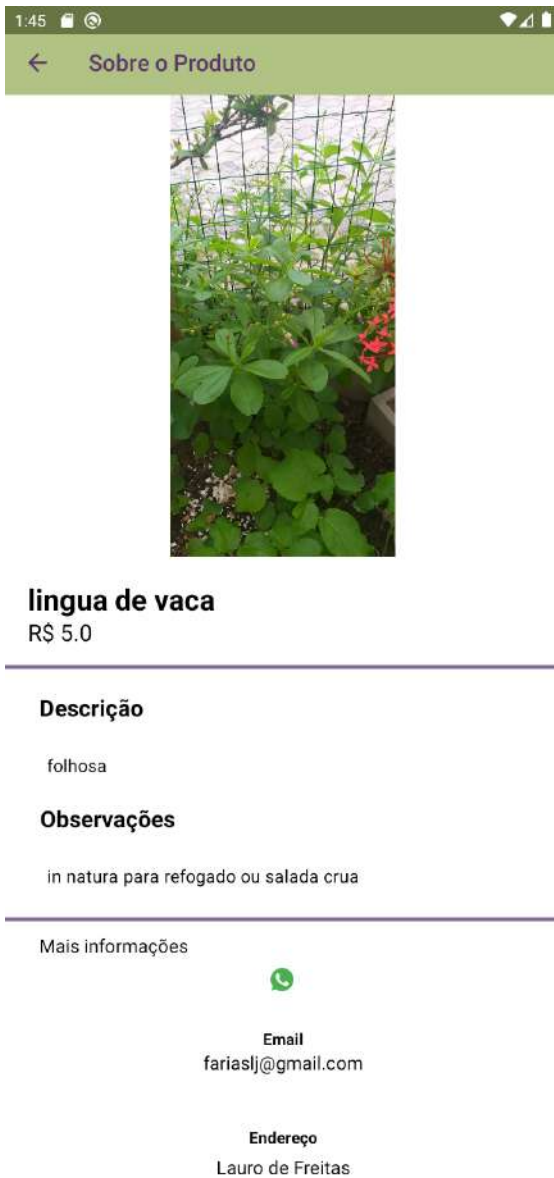 1:45
Sobre o Produto
lingua de vaca
R$ 5.0
Descrição
folhosa
Observações
in natura para refogado ou salada crua
Mais informações
Email
fariaslj@gmail.com
Endereço
Lauro de Freitas